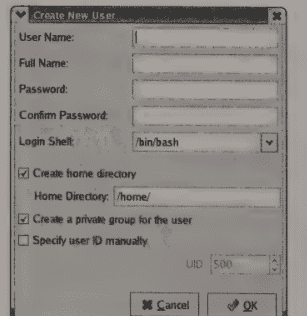 Create New User
User Name:
Full Name:
Password:
Confirm Password:
Login Shell: /bin/bash
Create home directory
Home Directory: /home/
Create a private group for the user
Specify user ID manually
UID 500
Cancel OK